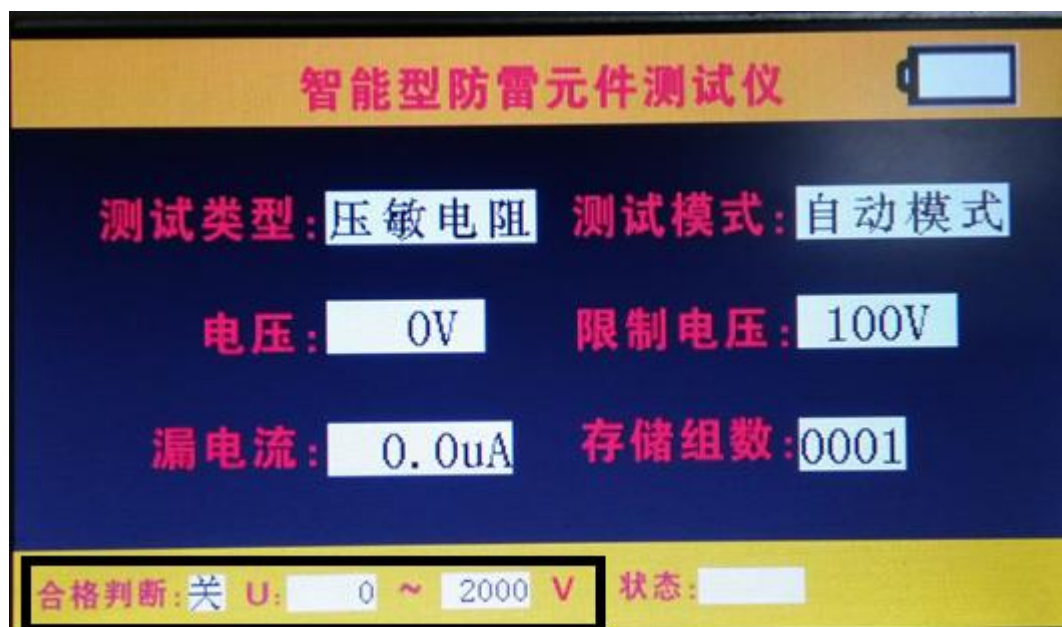 智能型防雷元件测试仪
测试类型:压敏电阻 测试模式:自动模式
电压: 0V 限制电压: 100V
漏电流: 0.0uA 存储组数:0001
合格判断:关 U: 0 ~ 2000 V 状态: